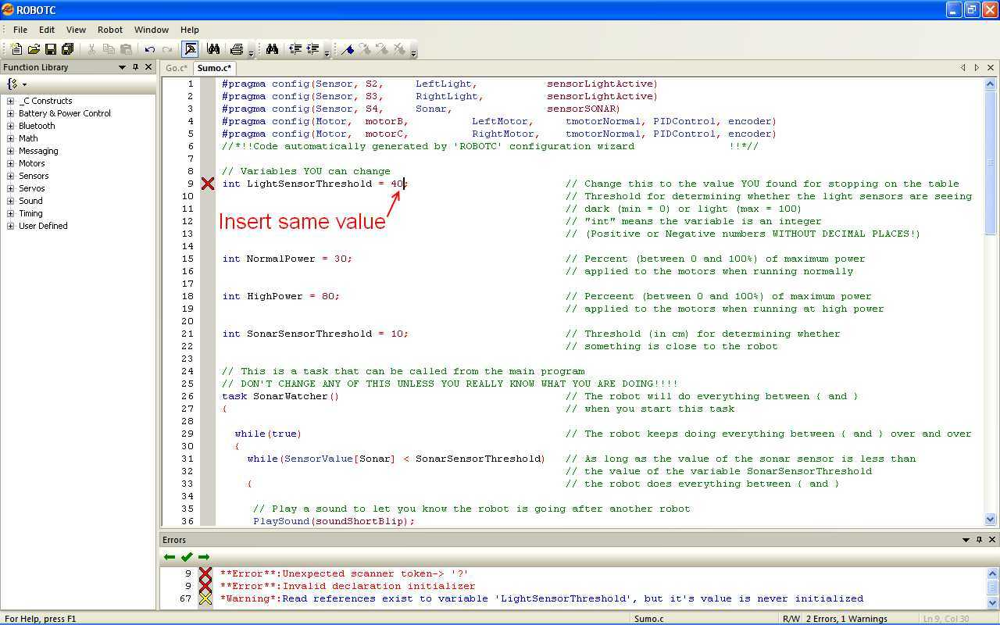 ROBOTC
File Edit View Robot Window Help
Function Library
Go.c* Sumo.c*
_C Constructs
Battery & Power Control
Bluetooth
Math
Messaging
Motors
Sensors
Servos
Sound
Timing
User Defined
1 #pragma config(Sensor, S2, LeftLight, sensorLightActive)
2 #pragma config(Sensor, S3, RightLight, sensorLightActive)
3 #pragma config(Sensor, S4, Sonar, sensorSONAR)
4 #pragma config(Motor, motorB, LeftMotor, tmotorNormal, PIDControl, encoder)
5 #pragma config(Motor, motorC, RightMotor, tmotorNormal, PIDControl, encoder)
6 //*!!Code automatically generated by 'ROBOTC' configuration wizard !!*//
7
8 // Variables YOU can change
9 int LightSensorThreshold = 40; // Change this to the value YOU found for stopping on the table
10 // Threshold for determining whether the light sensors are seeing
11 // dark (min = 0) or light (max = 100)
Insert same value
12 // "int" means the variable is an integer
13 // (Positive or Negative numbers WITHOUT DECIMAL PLACES!)
14
15 int NormalPower = 30; // Percent (between 0 and 100%) of maximum power
16 // applied to the motors when running normally
17
18 int HighPower = 80; // Perceent (between 0 and 100%) of maximum power
19 // applied to the motors when running at high power
20
21 int SonarSensorThreshold = 10; // Threshold (in cm) for determining whether
22 // something is close to the robot
23
24 // This is a task that can be called from the main program
25 // DON'T CHANGE ANY OF THIS UNLESS YOU REALLY KNOW WHAT YOU ARE DOING!!!!
26 task SonarWatcher() // The robot will do everything between { and }
27 { // when you start this task
28
29 while(true) // The robot keeps doing everything between { and } over and over
30 {
31 while(SensorValue[Sonar] < SonarSensorThreshold) // As long as the value of the sonar sensor is less than
32 // the value of the variable SonarSensorThreshold
33 { // the robot does everything between { and }
34
35 // Play a sound to let you know the robot is going after another robot
36 PlaySound(soundShortBlip);
Errors
9 **Error**:Unexpected scanner token-> '?'
9 **Error**:Invalid declaration initializer
67 *Warning*:Read references exist to variable 'LightSensorThreshold', but it's value is never initialized
For Help, press F1 Sumo.c R/W 2 Errors, 1 Warnings Ln 9, Col 30